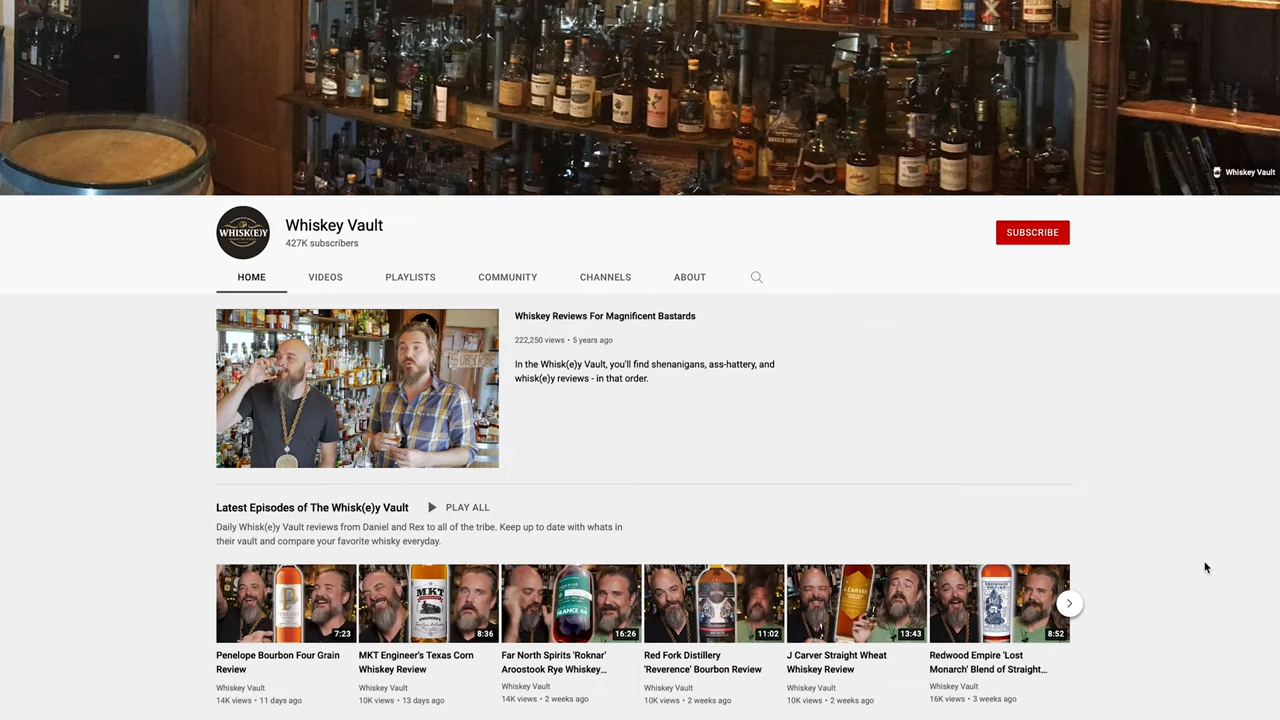 Whiskey Vault
WHISK(E)Y
Whiskey Vault
427K subscribers
SUBSCRIBE
HOME VIDEOS PLAYLISTS COMMUNITY CHANNELS ABOUT
SUBSCRIBE
Whiskey Reviews For Magnificent Bastards
222,250 views • 5 years ago
In the Whisk(e)y Vault, you'll find shenanigans, ass-hattery, and
whisk(e)y reviews - in that order.
Latest Episodes of The Whisk(e)y Vault PLAY ALL
Daily Whisk(e)y Vault reviews from Daniel and Rex to all of the tribe. Keep up to date with whats in
their vault and compare your favorite whisky everyday.
MKT
FRANCE 44
J.CARVER
REDWOOD
7:23 8:36 16:26 11:02 13:43 8:52
Penelope Bourbon Four Grain
Review
Whiskey Vault
14K views • 11 days ago
MKT Engineer's Texas Corn
Whiskey Review
Whiskey Vault
10K views • 13 days ago
Far North Spirits 'Roknar'
Aroostook Rye Whiskey...
Whiskey Vault
14K views • 2 weeks ago
Red Fork Distillery
'Reverence' Bourbon Review
Whiskey Vault
10K views • 2 weeks ago
J Carver Straight Wheat
Whiskey Review
Whiskey Vault
10K views • 2 weeks ago
Redwood Empire 'Lost
Monarch' Blend of Straight...
Whiskey Vault
16K views • 3 weeks ago